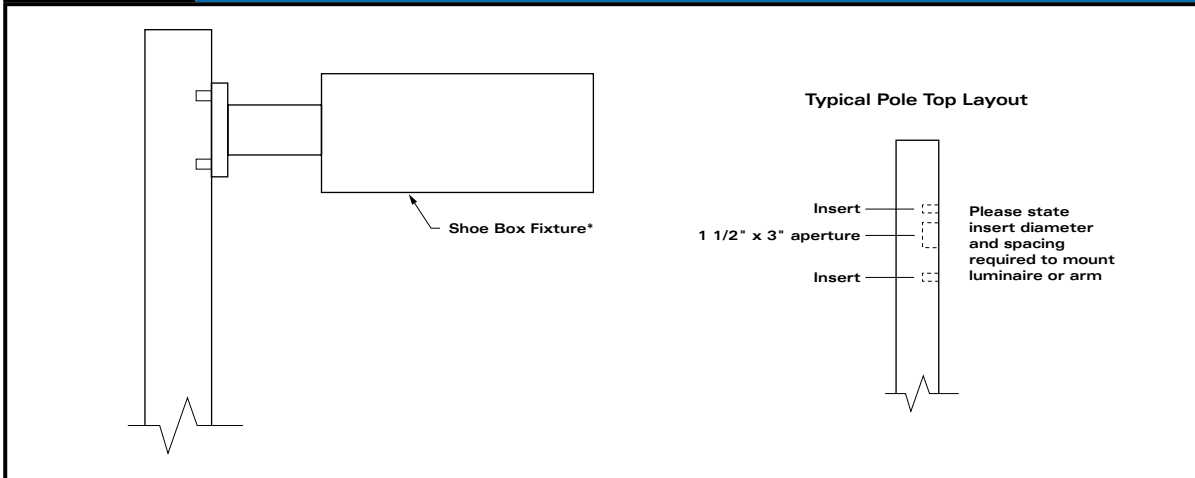 Typical Pole Top Layout
Shoe Box Fixture*
Insert
1 1/2" x 3" aperture
Insert
Please state
insert diameter
and spacing
required to mount
luminaire or arm